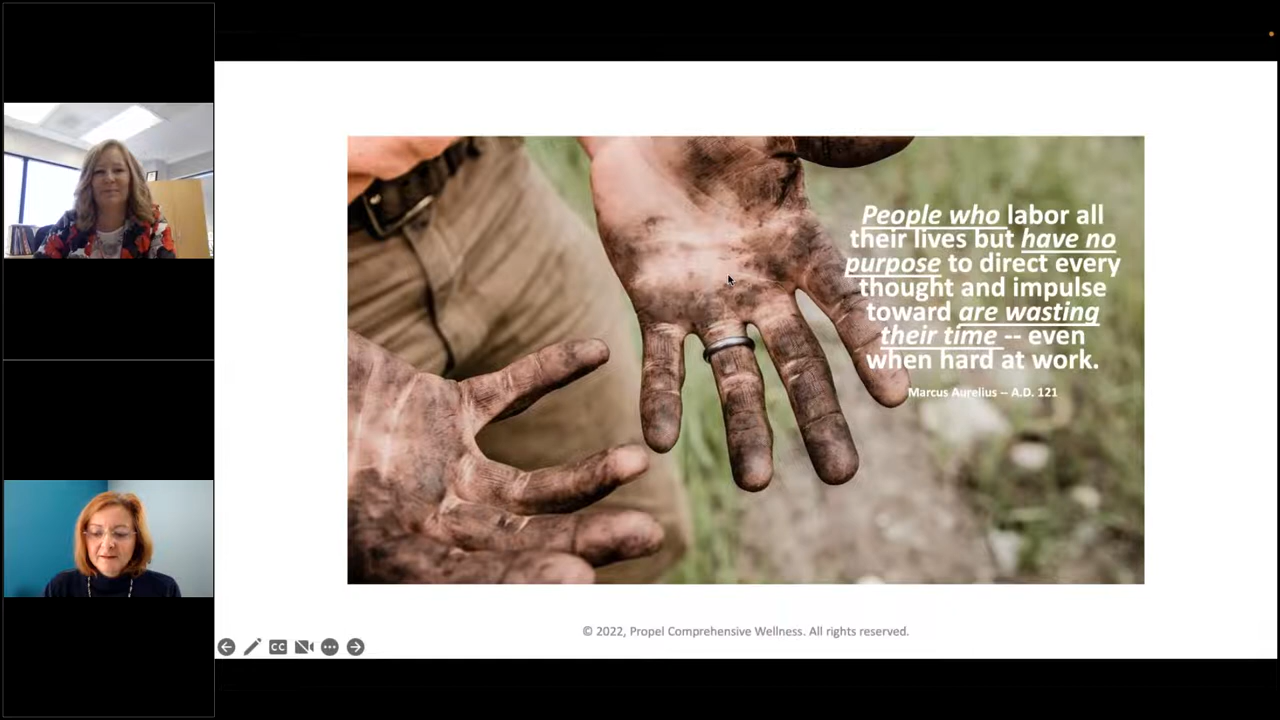 People who labor all
their lives but have no
purpose to direct every
thought and impulse
toward are wasting
their time -- even
when hard at work.
Marcus Aurelius -- A.D. 121
© 2022, Propel Comprehensive Wellness. All rights reserved.
CC